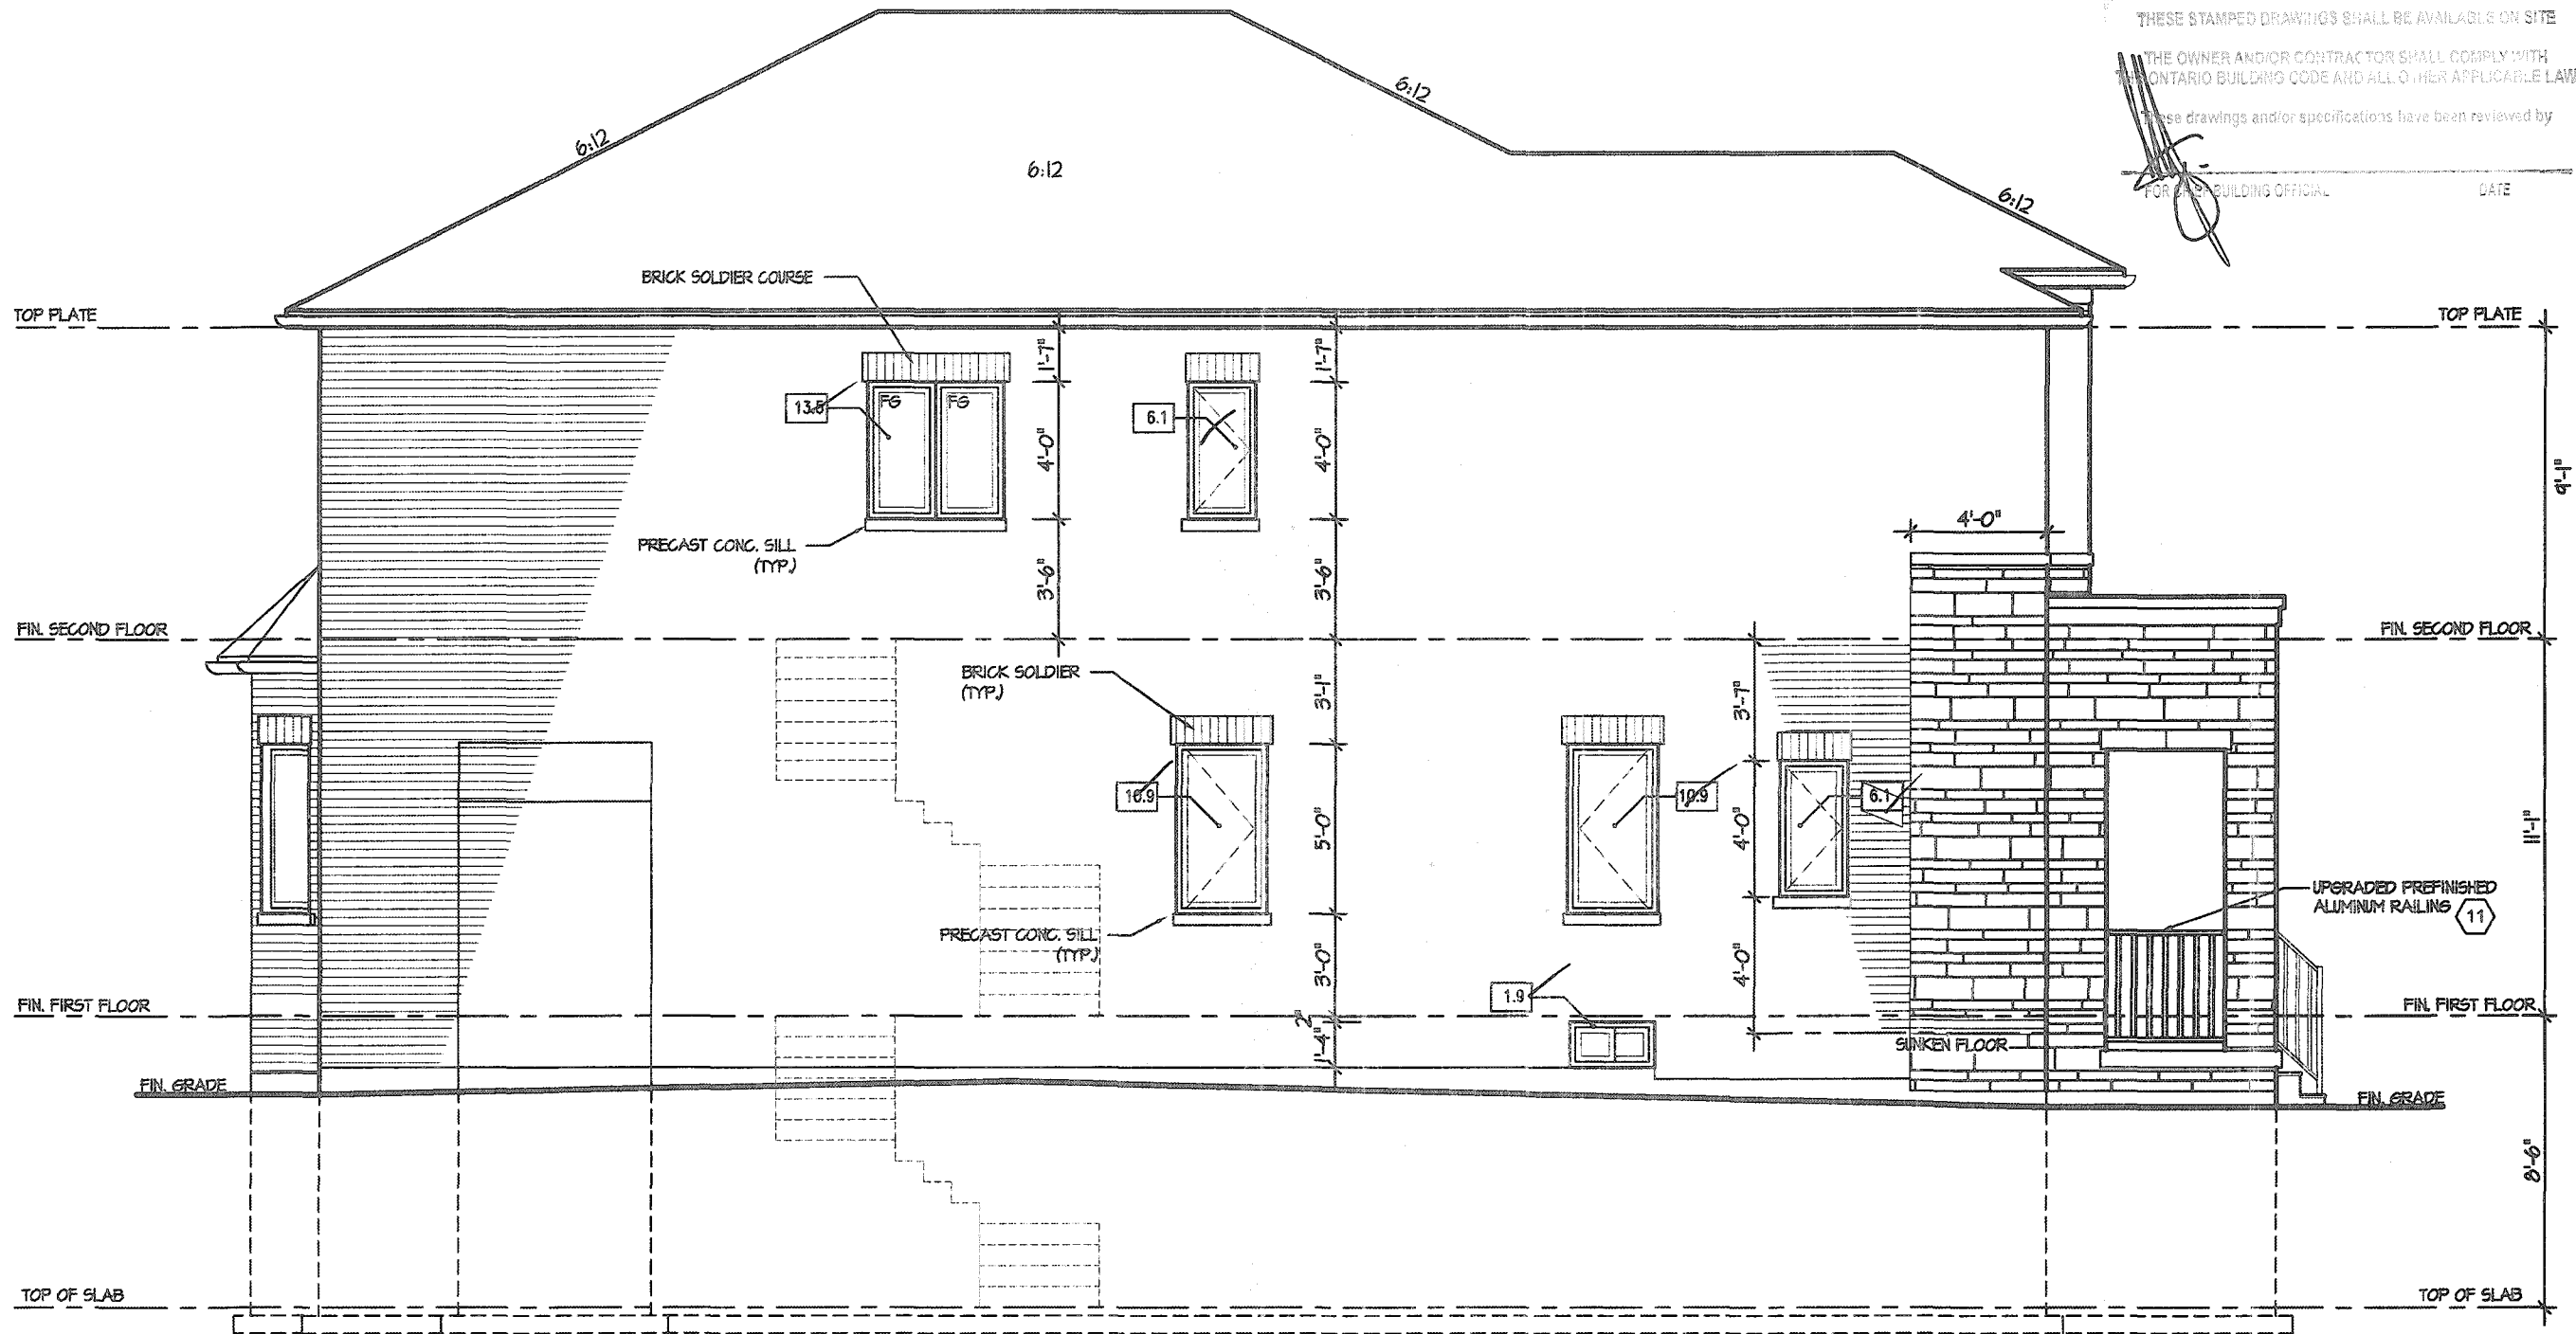 THESE STAMPED DRAWINGS SHALL BE AVAILABLE ON SITE
THE OWNER AND/OR CONTRACTOR SHALL COMPLY WITH
THE ONTARIO BUILDING CODE AND ALL OTHER APPLICABLE LAW
These drawings and/or specifications have been reviewed by
FOR CHIEF BUILDING OFFICIAL DATE
6:12
6:12
6:12
6:12
BRICK SOLDIER COURSE
TOP PLATE
TOP PLATE
1'-7"
1'-7"
13.5
FG
FG
6.1
4'-0"
4'-0"
9'-1"
4'-0"
PRECAST CONC. SILL
(TYP.)
3'-6"
3'-6"
FIN. SECOND FLOOR
FIN. SECOND FLOOR
BRICK SOLDIER
(TYP.)
3'-1"
3'-7"
10.9
10.9
6.1
5'-0"
4'-0"
11'-1"
UPGRADED PREFINISHED
ALUMINUM RAILING
11
PRECAST CONC. SILL
(TYP.)
3'-0"
4'-0"
1.9
FIN. FIRST FLOOR
FIN. FIRST FLOOR
2"
1'-4"
SUNKEN FLOOR
FIN. GRADE
FIN. GRADE
8'-6"
TOP OF SLAB
TOP OF SLAB